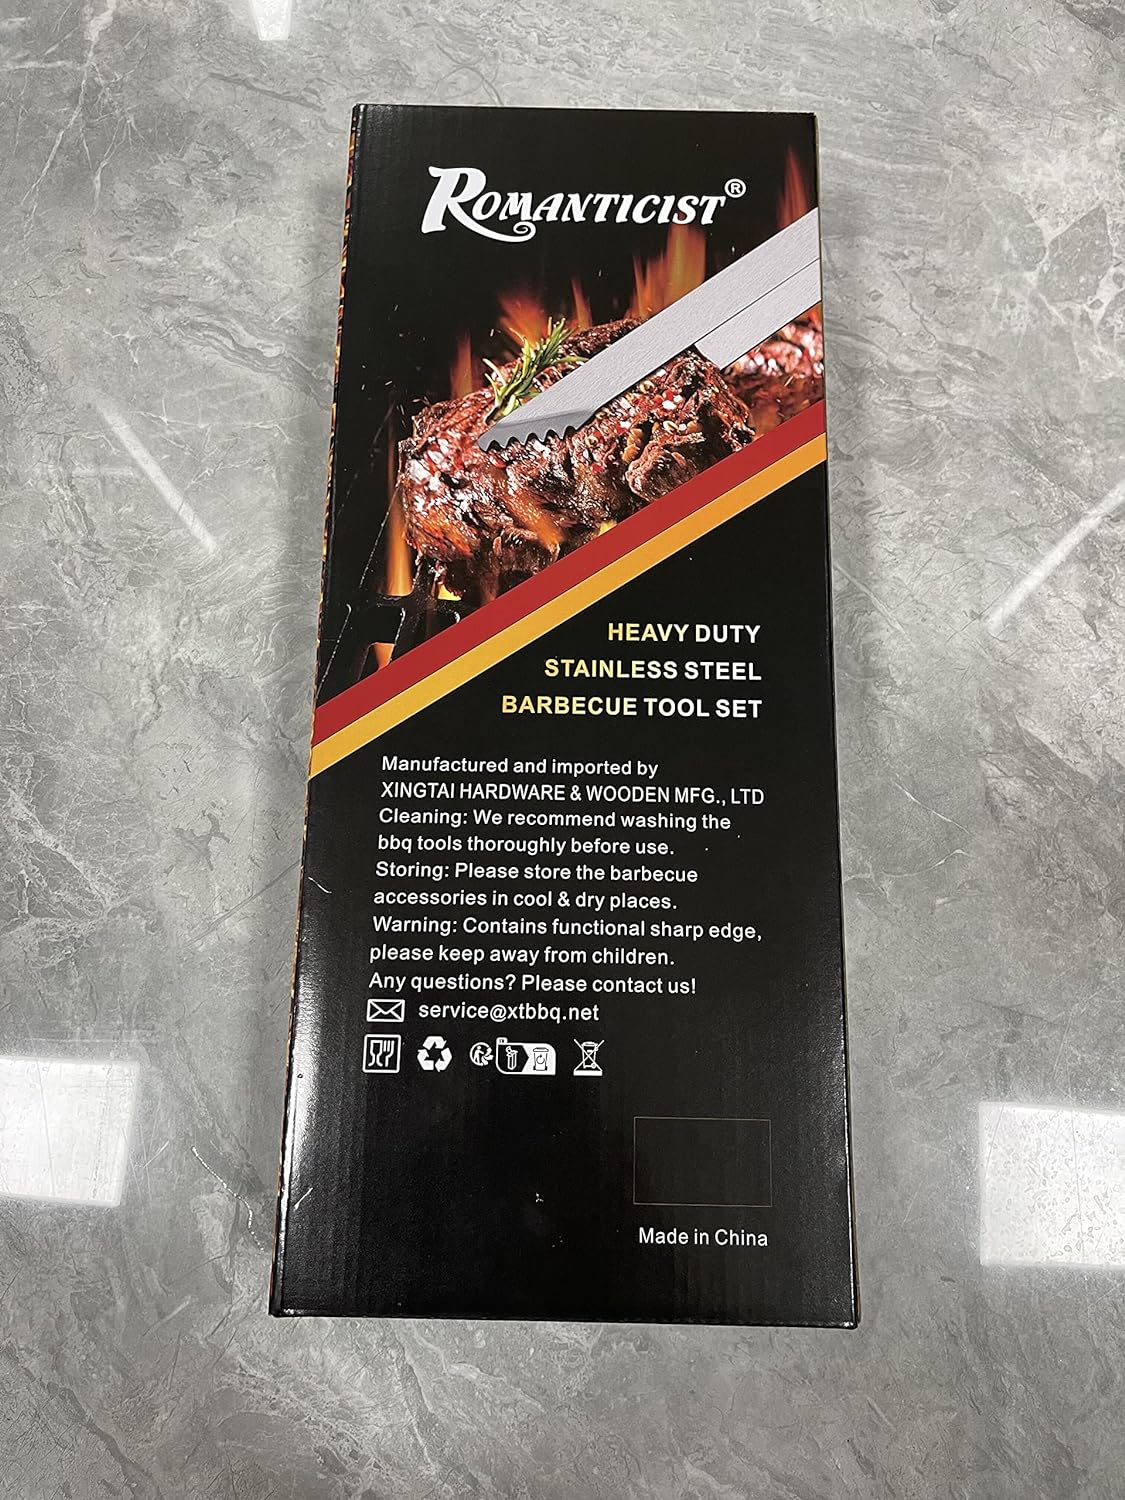 ROMANTICIST®
HEAVY DUTY
STAINLESS STEEL
BARBECUE TOOL SET
Manufactured and imported by
XINGTAI HARDWARE & WOODEN MFG., LTD
Cleaning: We recommend washing the
bbq tools thoroughly before use.
Storing: Please store the barbecue
accessories in cool & dry places.
Warning: Contains functional sharp edge,
please keep away from children.
Any questions? Please contact us!
service@xtbbq.net
Made in China